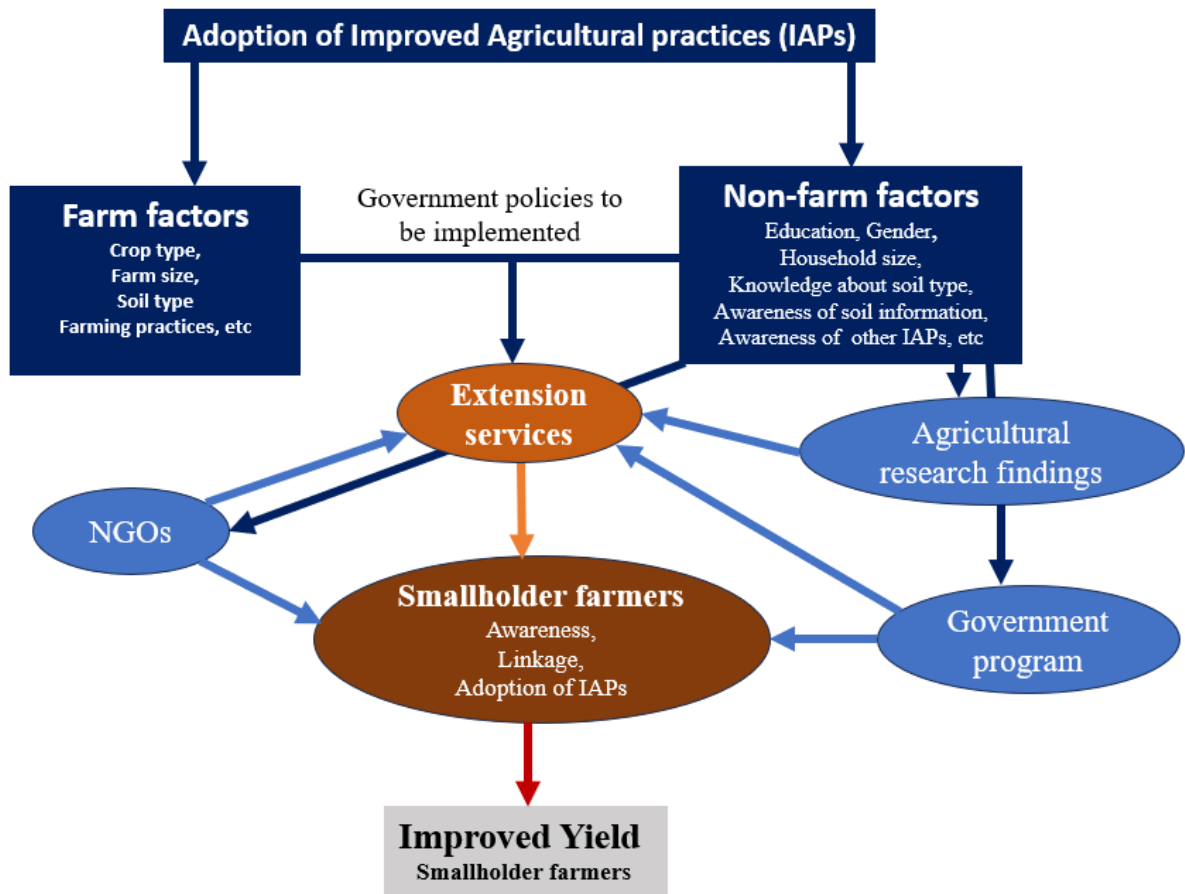 Adoption of Improved Agricultural practices (IAPs)
Farm factors
Crop type,
Farm size,
Soil type
Farming practices, etc
Government policies to
be implemented
Non-farm factors
Education, Gender,
Household size,
Knowledge about soil type,
Awareness of soil information,
Awareness of other IAPs, etc
Extension
services
Agricultural
research findings
NGOs
Smallholder farmers
Awareness,
Linkage,
Adoption of IAPs
Government
program
Improved Yield
Smallholder farmers